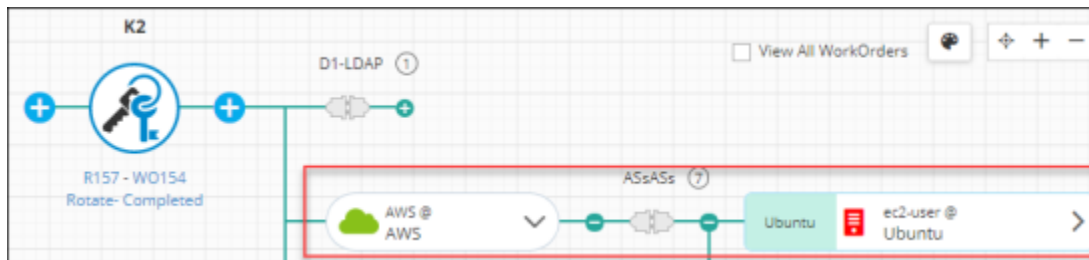 K2
View All WorkOrders
D1-LDAP 1
R157 - WO154
Rotate- Completed
ASsASs 7
AWS @
AWS
Ubuntu
ec2-user @
Ubuntu